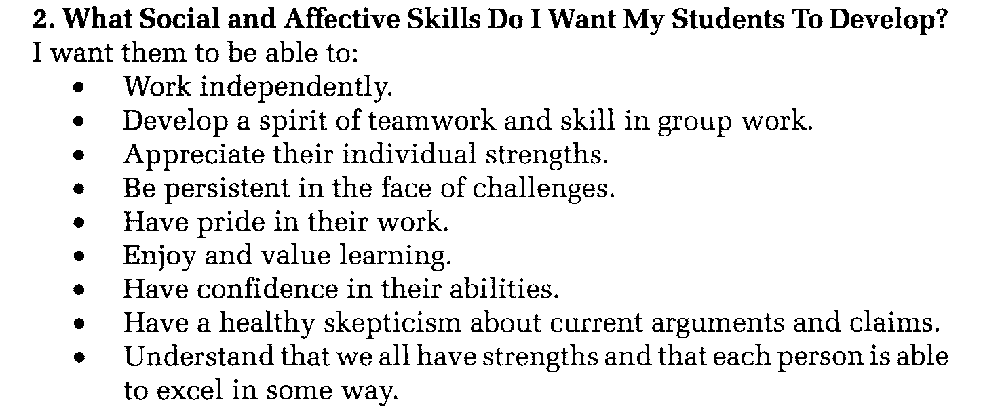 2. What Social and Affective Skills Do I Want My Students To Develop?
I want them to be able to:
• Work independently.
• Develop a spirit of teamwork and skill in group work.
• Appreciate their individual strengths.
• Be persistent in the face of challenges.
• Have pride in their work.
• Enjoy and value learning.
• Have confidence in their abilities.
• Have a healthy skepticism about current arguments and claims.
• Understand that we all have strengths and that each person is able
to excel in some way.